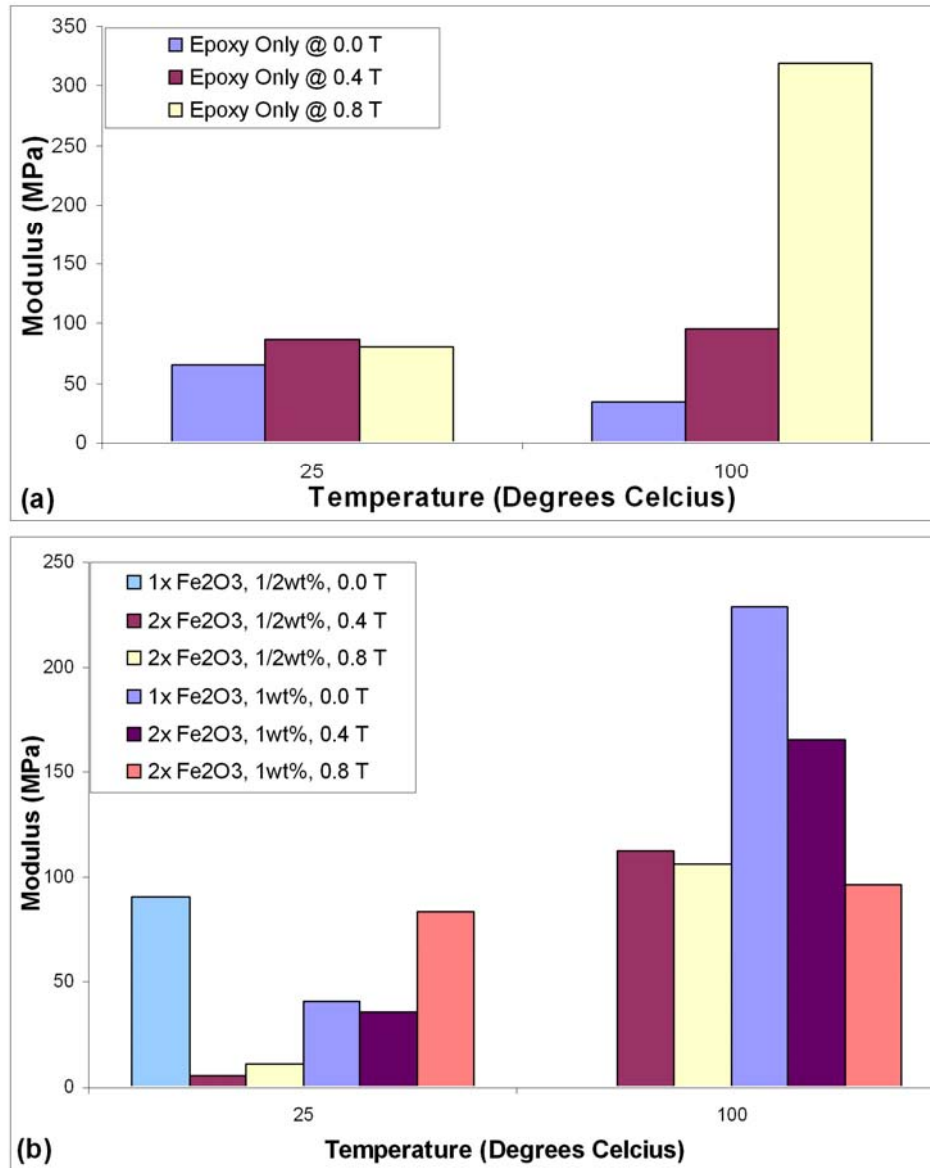 350
300
250
200
150
100
50
0
Modulus (MPa)
Epoxy Only @ 0.0 T
Epoxy Only @ 0.4 T
Epoxy Only @ 0.8 T
25
100
Temperature (Degrees Celcius)
(a)
250
200
150
100
50
0
Modulus (MPa)
1x Fe2O3, 1/2wt%, 0.0 T
2x Fe2O3, 1/2wt%, 0.4 T
2x Fe2O3, 1/2wt%, 0.8 T
1x Fe2O3, 1wt%, 0.0 T
2x Fe2O3, 1wt%, 0.4 T
2x Fe2O3, 1wt%, 0.8 T
25
100
Temperature (Degrees Celcius)
(b)